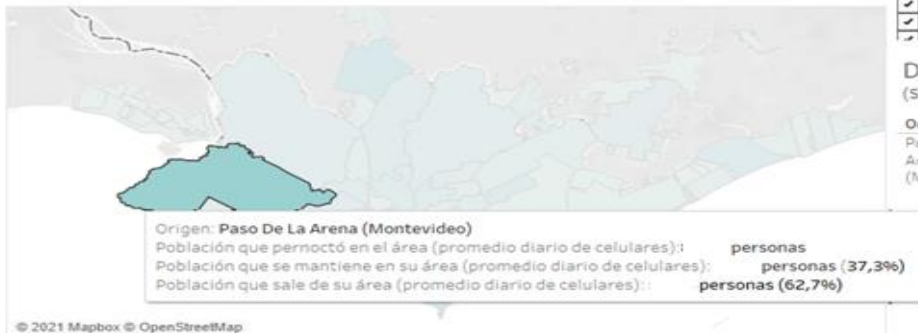 D
(S
Origen: Paso De La Arena (Montevideo)
Población que pernoctó en el área (promedio diario de celulares): personas
Población que se mantiene en su área (promedio diario de celulares): personas (37,3%)
Población que sale de su área (promedio diario de celulares): personas (62,7%)
© 2021 Mapbox © OpenStreetMap